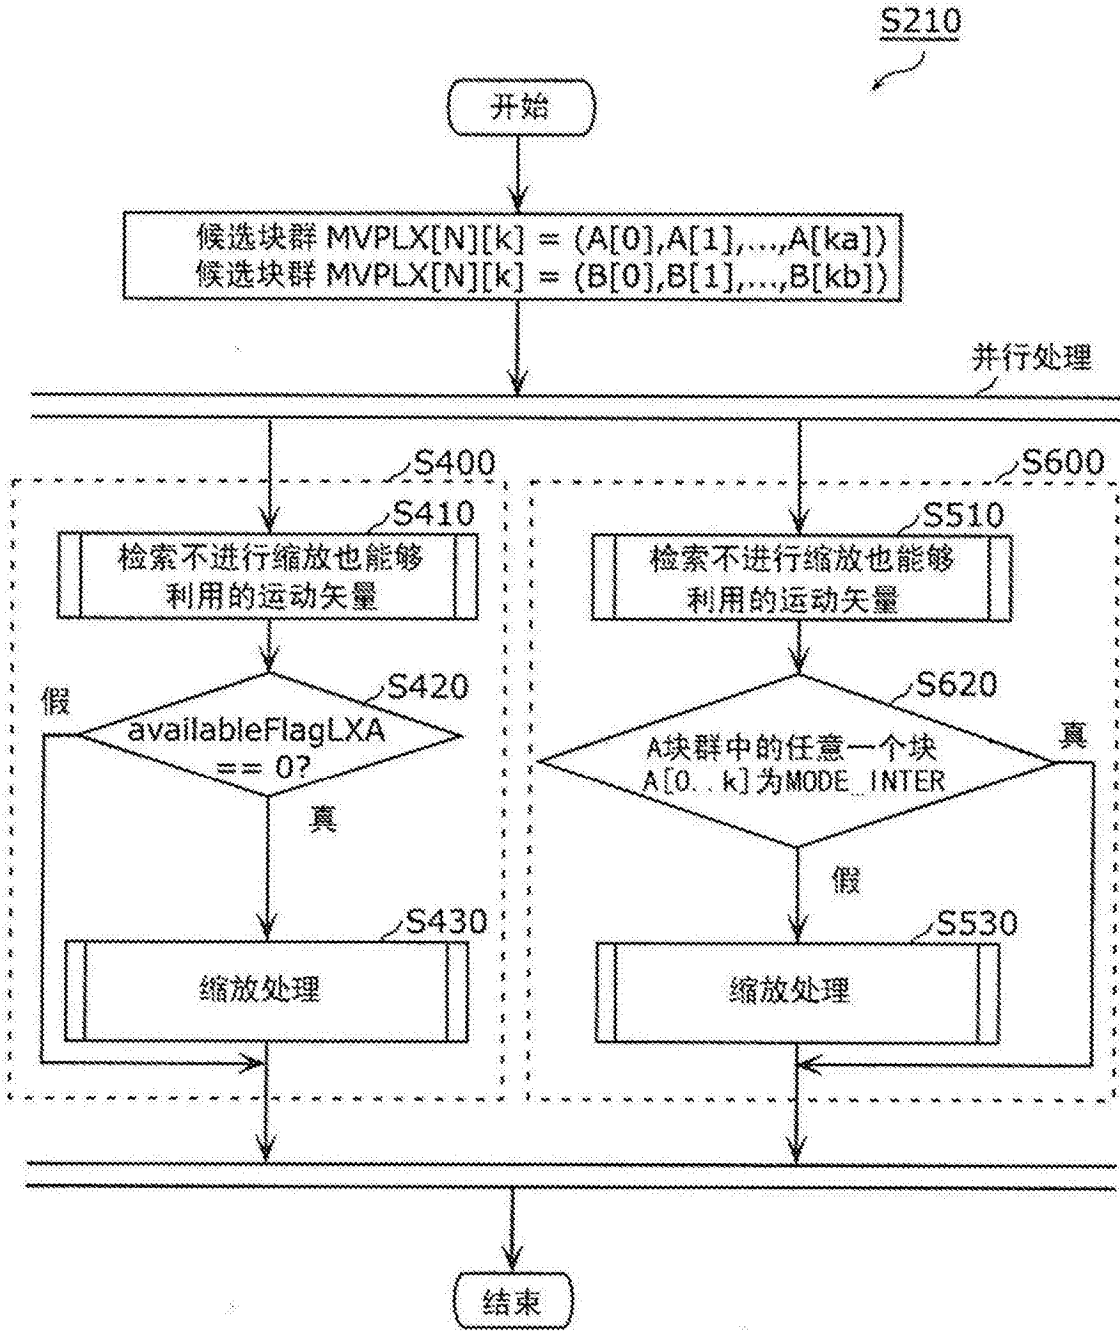 S210
开始
候选块群 MVPLX[N][k] = (A[0],A[1],...,A[ka])
候选块群 MVPLX[N][k] = (B[0],B[1],...,B[kb])
并行处理
S400
S600
S410
检索不进行缩放也能够
利用的运动矢量
S510
检索不进行缩放也能够
利用的运动矢量
S420
假
availableFlagLXA
== 0?
真
S620
A块群中的任意一个块
A[0..k]为MODE_INTER
真
假
S430
缩放处理
S530
缩放处理
结束